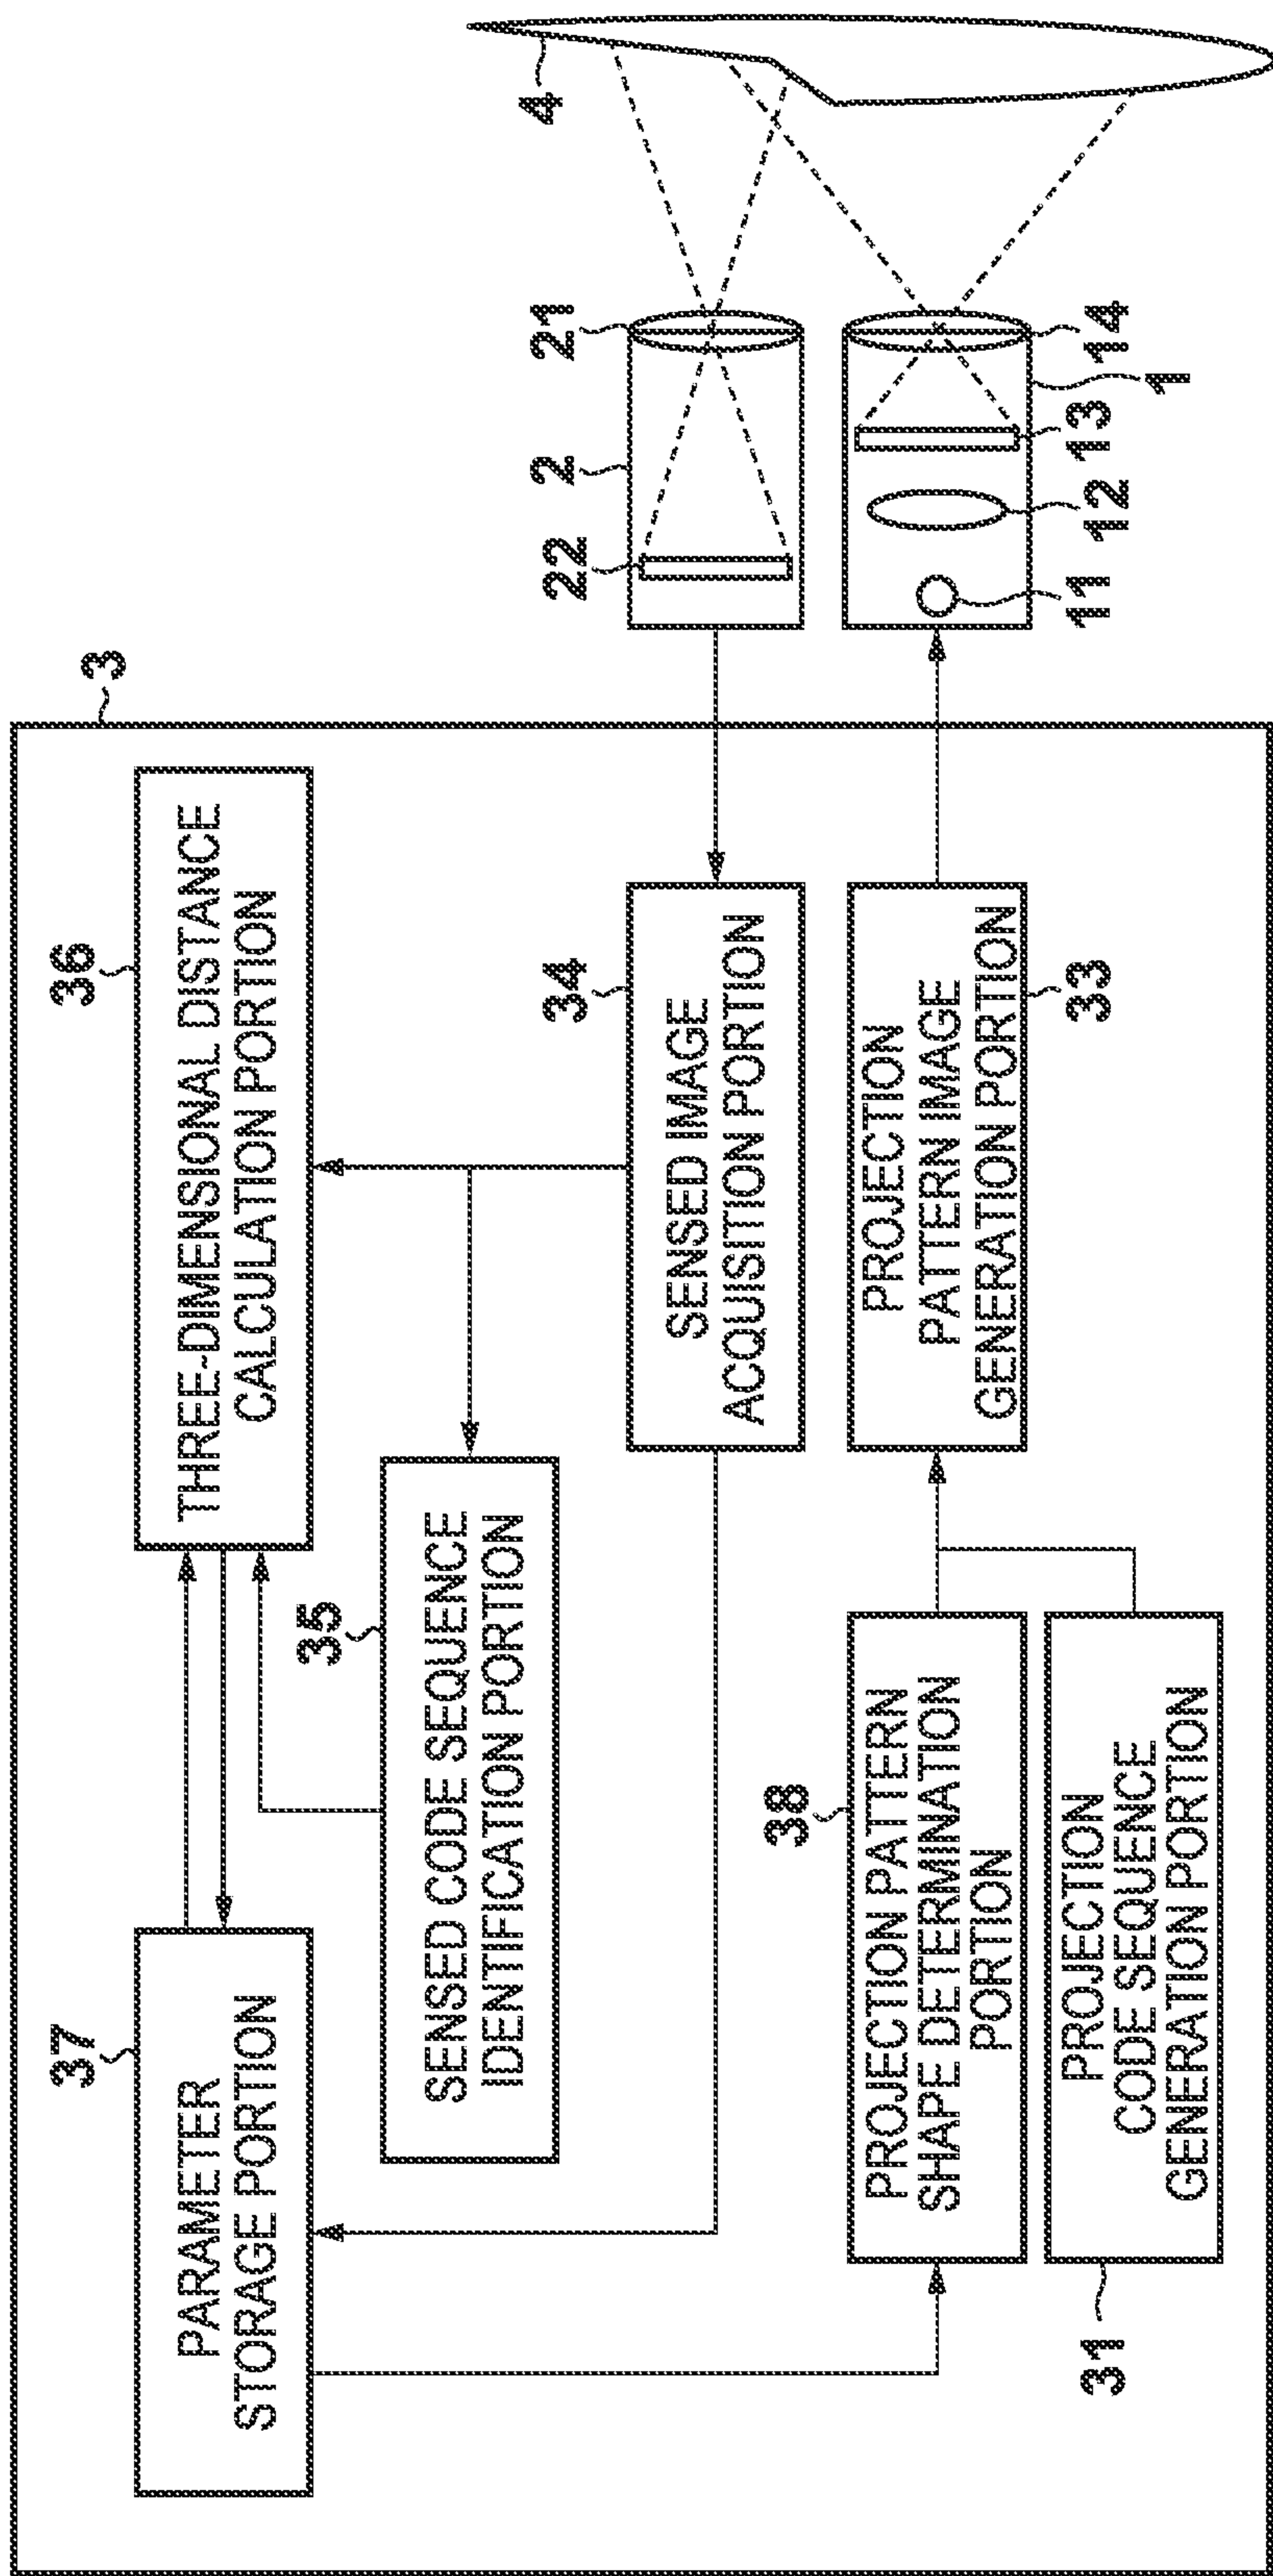 3
37
PARAMETER
STORAGE PORTION
36
THREE-DIMENSIONAL DISTANCE
CALCULATION PORTION
35
SENSED CODE SEQUENCE
IDENTIFICATION PORTION
34
SENSED IMAGE
ACQUISITION PORTION
38
PROJECTION PATTERN
SHAPE DETERMINATION
PORTION
PROJECTION
PATTERN IMAGE
GENERATION PORTION
33
31
PROJECTION
CODE SEQUENCE
GENERATION PORTION
22
2
21
4
11
12
13
1
14